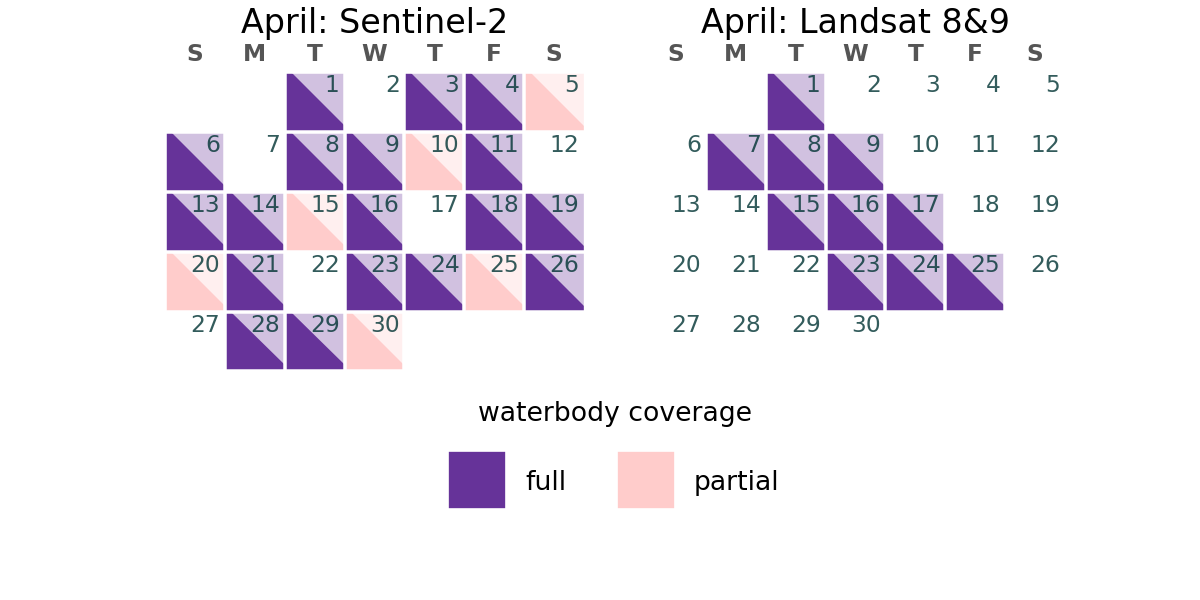 April: Sentinel-2
S M T W T F S
1 2 3 4 5
6 7 8 9 10 11 12
13 14 15 16 17 18 19
20 21 22 23 24 25 26
27 28 29 30
April: Landsat 8&9
S M T W T F S
1 2 3 4 5
6 7 8 9 10 11 12
13 14 15 16 17 18 19
20 21 22 23 24 25 26
27 28 29 30
waterbody coverage
full partial